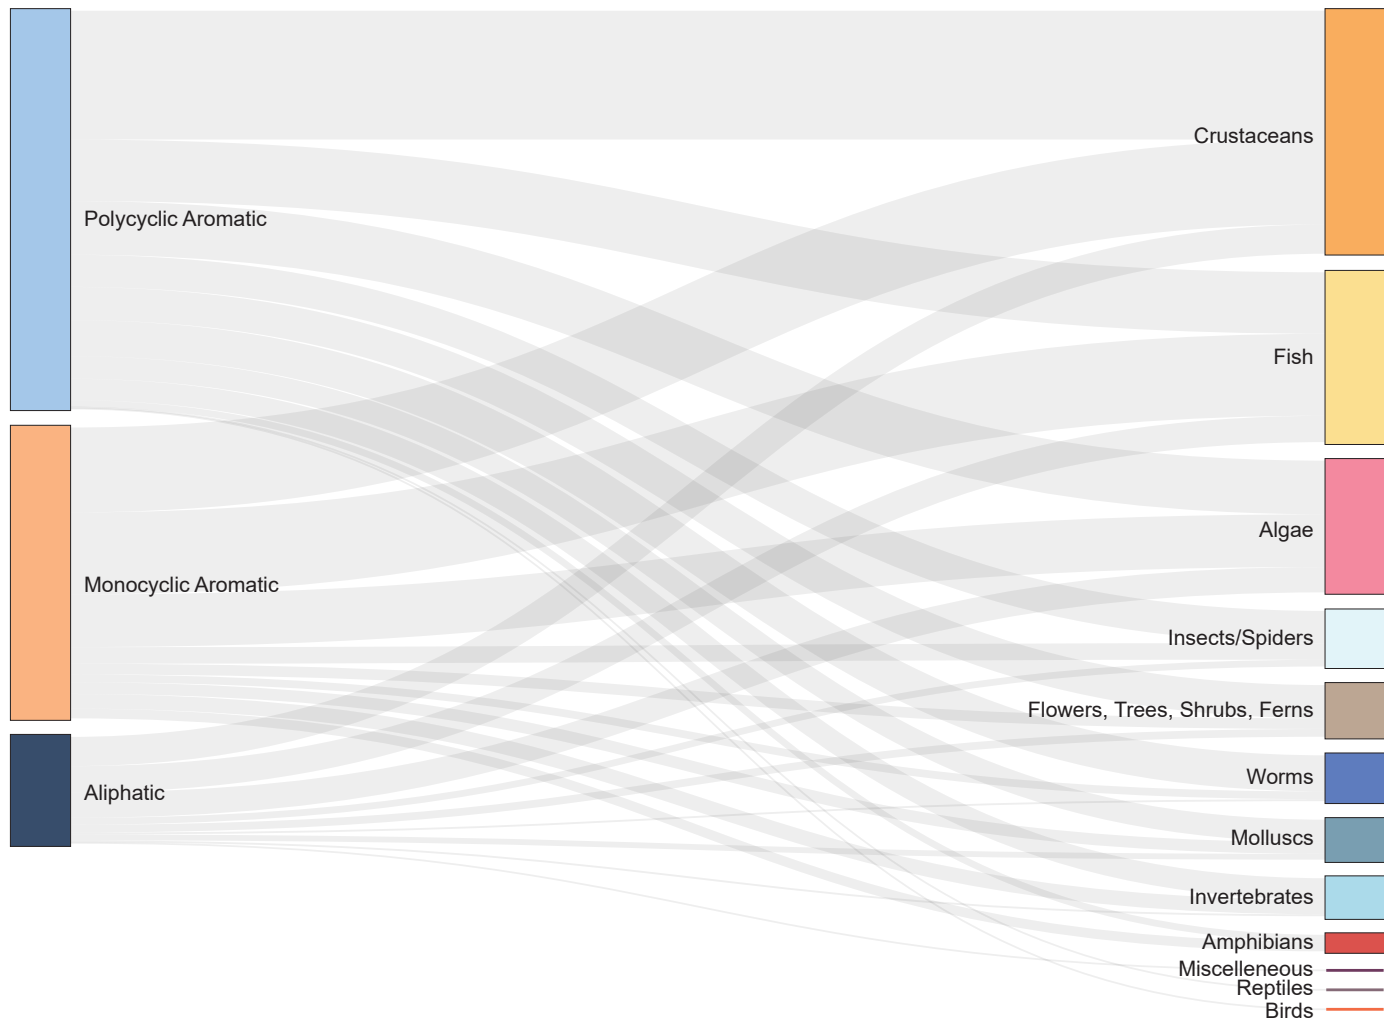 Polycyclic Aromatic
Monocyclic Aromatic
Aliphatic
Crustaceans
Fish
Algae
Insects/Spiders
Flowers, Trees, Shrubs, Ferns
Worms
Molluscs
Invertebrates
Amphibians
Miscelleneous
Reptiles
Birds